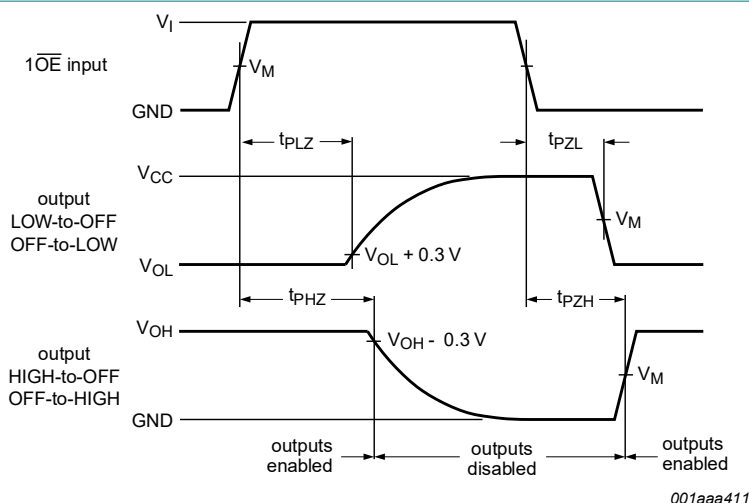 V_I
1O̅E̅ input
V_M
GND
t_PLZ
t_PZL
V_CC
output
LOW-to-OFF
OFF-to-LOW
V_M
V_OL + 0.3 V
V_OL
t_PHZ
t_PZH
V_OH
V_OH - 0.3 V
output
HIGH-to-OFF
OFF-to-HIGH
V_M
GND
outputs
enabled
outputs
disabled
outputs
enabled
001aaa411